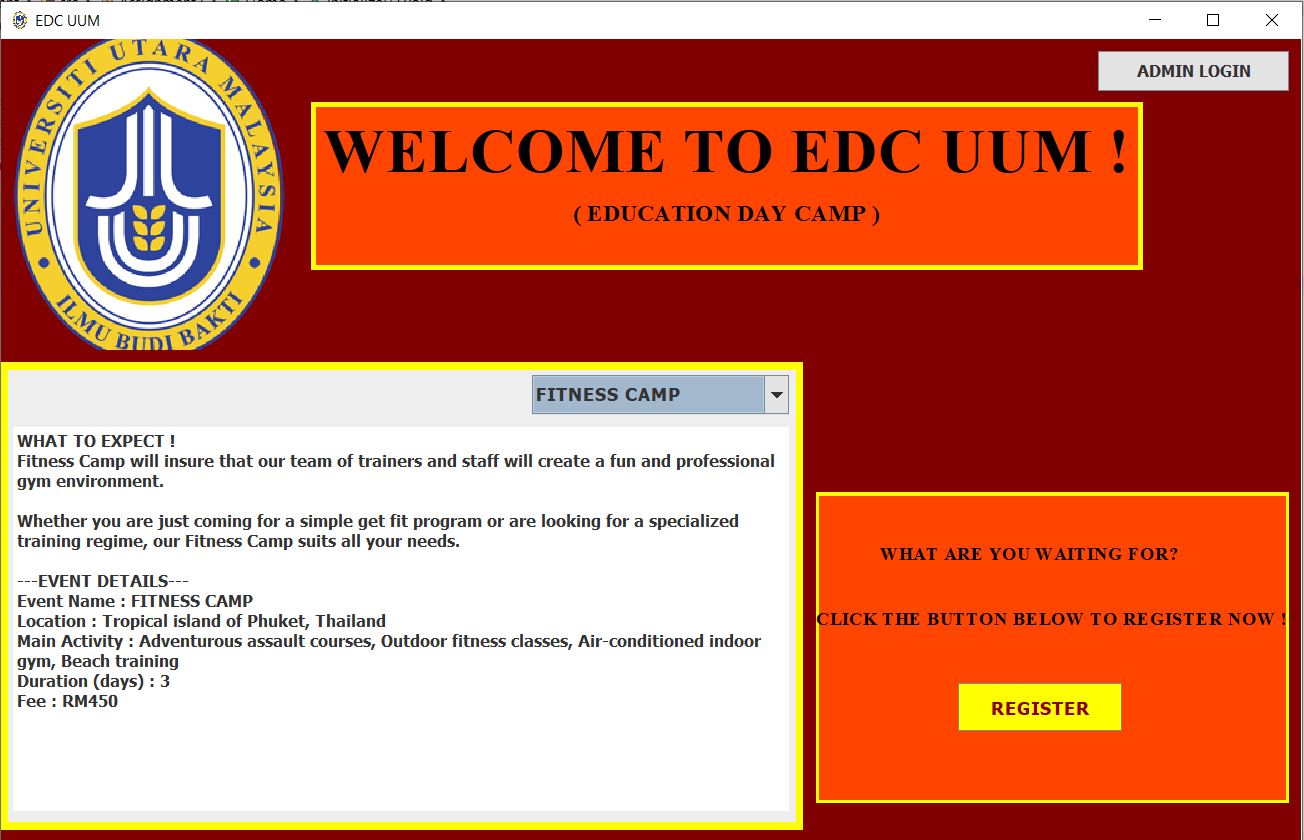 EDC UUM
UNIVERSITI UTARA MALAYSIA
ILMU BUDI BAKTI
ADMIN LOGIN
WELCOME TO EDC UUM !
( EDUCATION DAY CAMP )
FITNESS CAMP
WHAT TO EXPECT !
Fitness Camp will insure that our team of trainers and staff will create a fun and professional
gym environment.
Whether you are just coming for a simple get fit program or are looking for a specialized
training regime, our Fitness Camp suits all your needs.
---EVENT DETAILS---
Event Name : FITNESS CAMP
Location : Tropical island of Phuket, Thailand
Main Activity : Adventurous assault courses, Outdoor fitness classes, Air-conditioned indoor
gym, Beach training
Duration (days) : 3
Fee : RM450
WHAT ARE YOU WAITING FOR?
CLICK THE BUTTON BELOW TO REGISTER NOW !
REGISTER